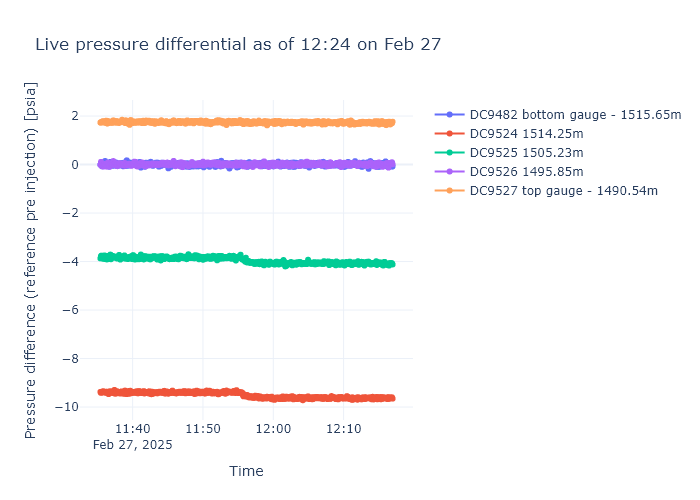 Live pressure differential as of 12:24 on Feb 27
Pressure difference (reference pre injection) [psia]
2
0
−2
−4
−6
−8
−10
11:40
11:50
12:00
12:10
Feb 27, 2025
Time
DC9482 bottom gauge - 1515.65m
DC9524 1514.25m
DC9525 1505.23m
DC9526 1495.85m
DC9527 top gauge - 1490.54m